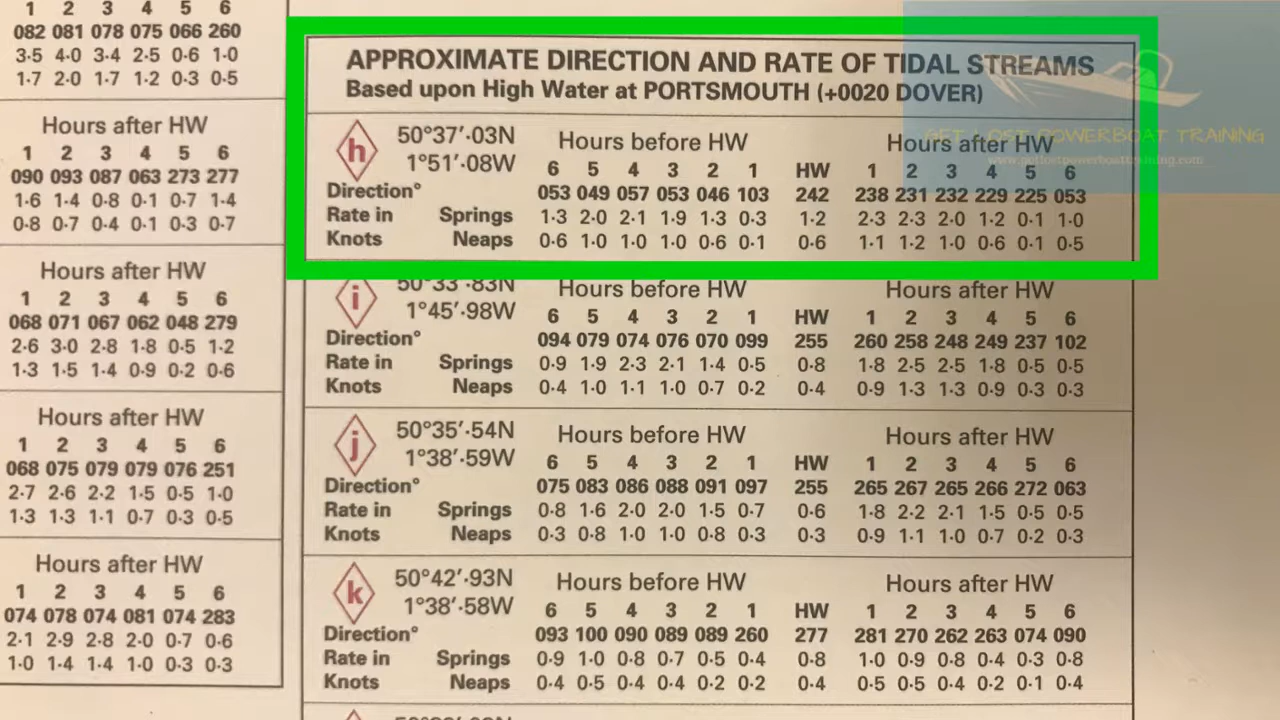 1 2 3 4 5 6
082 081 078 075 066 260
3·5 4·0 3·4 2·5 0·6 1·0
1·7 2·0 1·7 1·2 0·3 0·5
Hours after HW
1 2 3 4 5 6
090 093 087 063 273 277
1·6 1·4 0·8 0·1 0·7 1·4
0·8 0·7 0·4 0·1 0·3 0·7
Hours after HW
1 2 3 4 5 6
068 071 067 062 048 279
2·6 3·0 2·8 1·8 0·5 1·2
1·3 1·5 1·4 0·9 0·2 0·6
Hours after HW
1 2 3 4 5 6
068 075 079 079 076 251
2·7 2·6 2·2 1·5 0·5 1·0
1·3 1·3 1·1 0·7 0·3 0·5
Hours after HW
1 2 3 4 5 6
074 078 074 081 074 283
2·1 2·9 2·8 2·0 0·7 0·6
1·0 1·4 1·4 1·0 0·3 0·3
APPROXIMATE DIRECTION AND RATE OF TIDAL STREAMS
Based upon High Water at PORTSMOUTH (+0020 DOVER)
GET LOST POWERBOAT TRAINING
www.getlostpowerboattraining.com
h 50°37'·03N Hours before HW Hours after HW
1°51'·08W 6 5 4 3 2 1 HW 1 2 3 4 5 6
Direction° 053 049 057 053 046 103 242 238 231 232 229 225 053
Rate in Springs 1·3 2·0 2·1 1·9 1·3 0·3 1·2 2·3 2·3 2·0 1·2 0·1 1·0
Knots Neaps 0·6 1·0 1·0 1·0 0·6 0·1 0·6 1·1 1·2 1·0 0·6 0·1 0·5
i 50°33'·83N Hours before HW Hours after HW
1°45'·98W 6 5 4 3 2 1 HW 1 2 3 4 5 6
Direction° 094 079 074 076 070 099 255 260 258 248 249 237 102
Rate in Springs 0·9 1·9 2·3 2·1 1·4 0·5 0·8 1·8 2·5 2·5 1·8 0·5 0·5
Knots Neaps 0·4 1·0 1·1 1·0 0·7 0·2 0·4 0·9 1·3 1·3 0·9 0·3 0·3
j 50°35'·54N Hours before HW Hours after HW
1°38'·59W 6 5 4 3 2 1 HW 1 2 3 4 5 6
Direction° 075 083 086 088 091 097 255 265 267 265 266 272 063
Rate in Springs 0·8 1·6 2·0 2·0 1·5 0·7 0·6 1·8 2·2 2·1 1·5 0·5 0·5
Knots Neaps 0·3 0·8 1·0 1·0 0·8 0·3 0·3 0·9 1·1 1·0 0·7 0·2 0·3
k 50°42'·93N Hours before HW Hours after HW
1°38'·58W 6 5 4 3 2 1 HW 1 2 3 4 5 6
Direction° 093 100 090 089 089 260 277 281 270 262 263 074 090
Rate in Springs 0·9 1·0 0·8 0·7 0·5 0·4 0·8 1·0 0·9 0·8 0·4 0·3 0·8
Knots Neaps 0·4 0·5 0·4 0·4 0·2 0·2 0·4 0·5 0·5 0·4 0·2 0·1 0·4